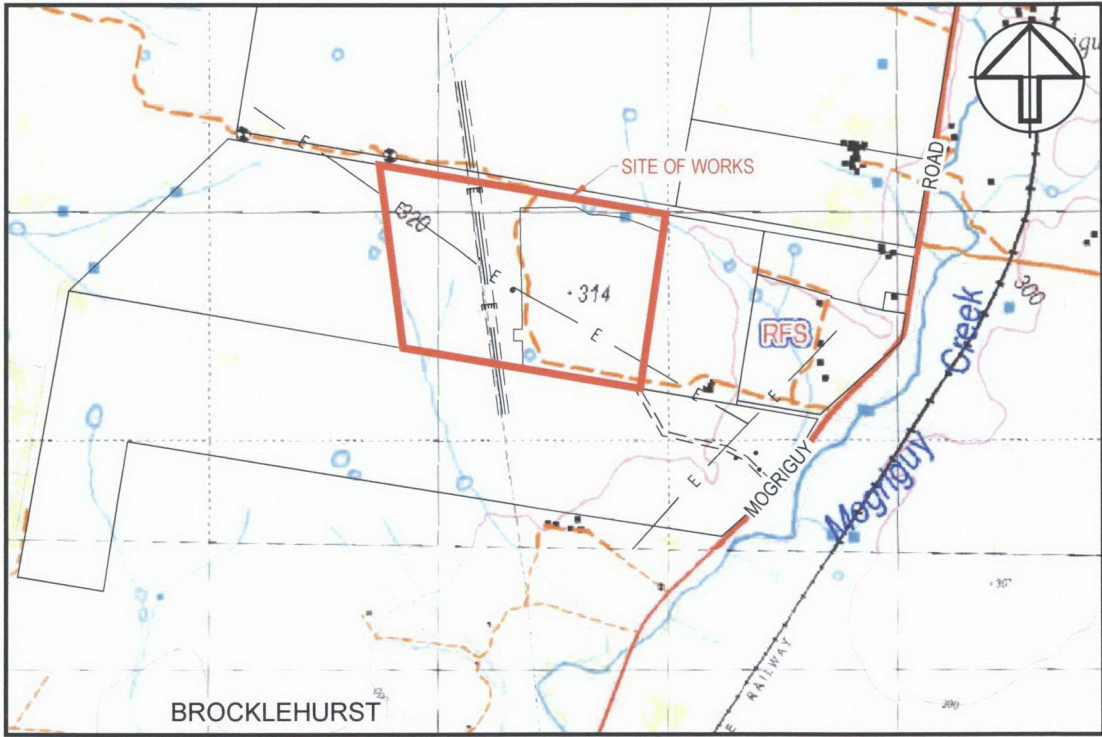 SITE OF WORKS
ROAD
E
E
320
E
314
E
RFS
300
Creek
E
E
E
MOGRIGUY
Mogriguy
RAILWAY
BROCKLEHURST
300